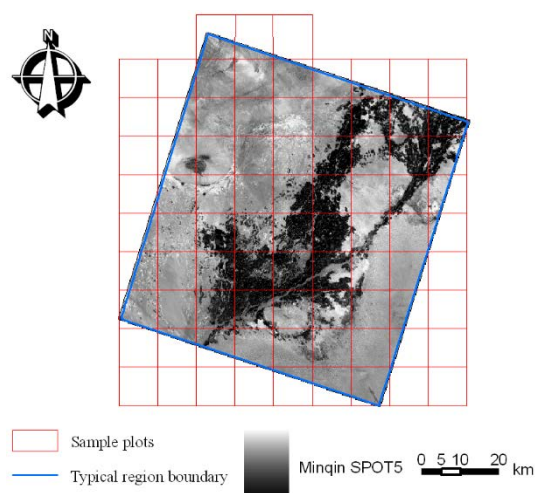 N
Sample plots
Typical region boundary
Minqin SPOT5
0 5 10 20
km